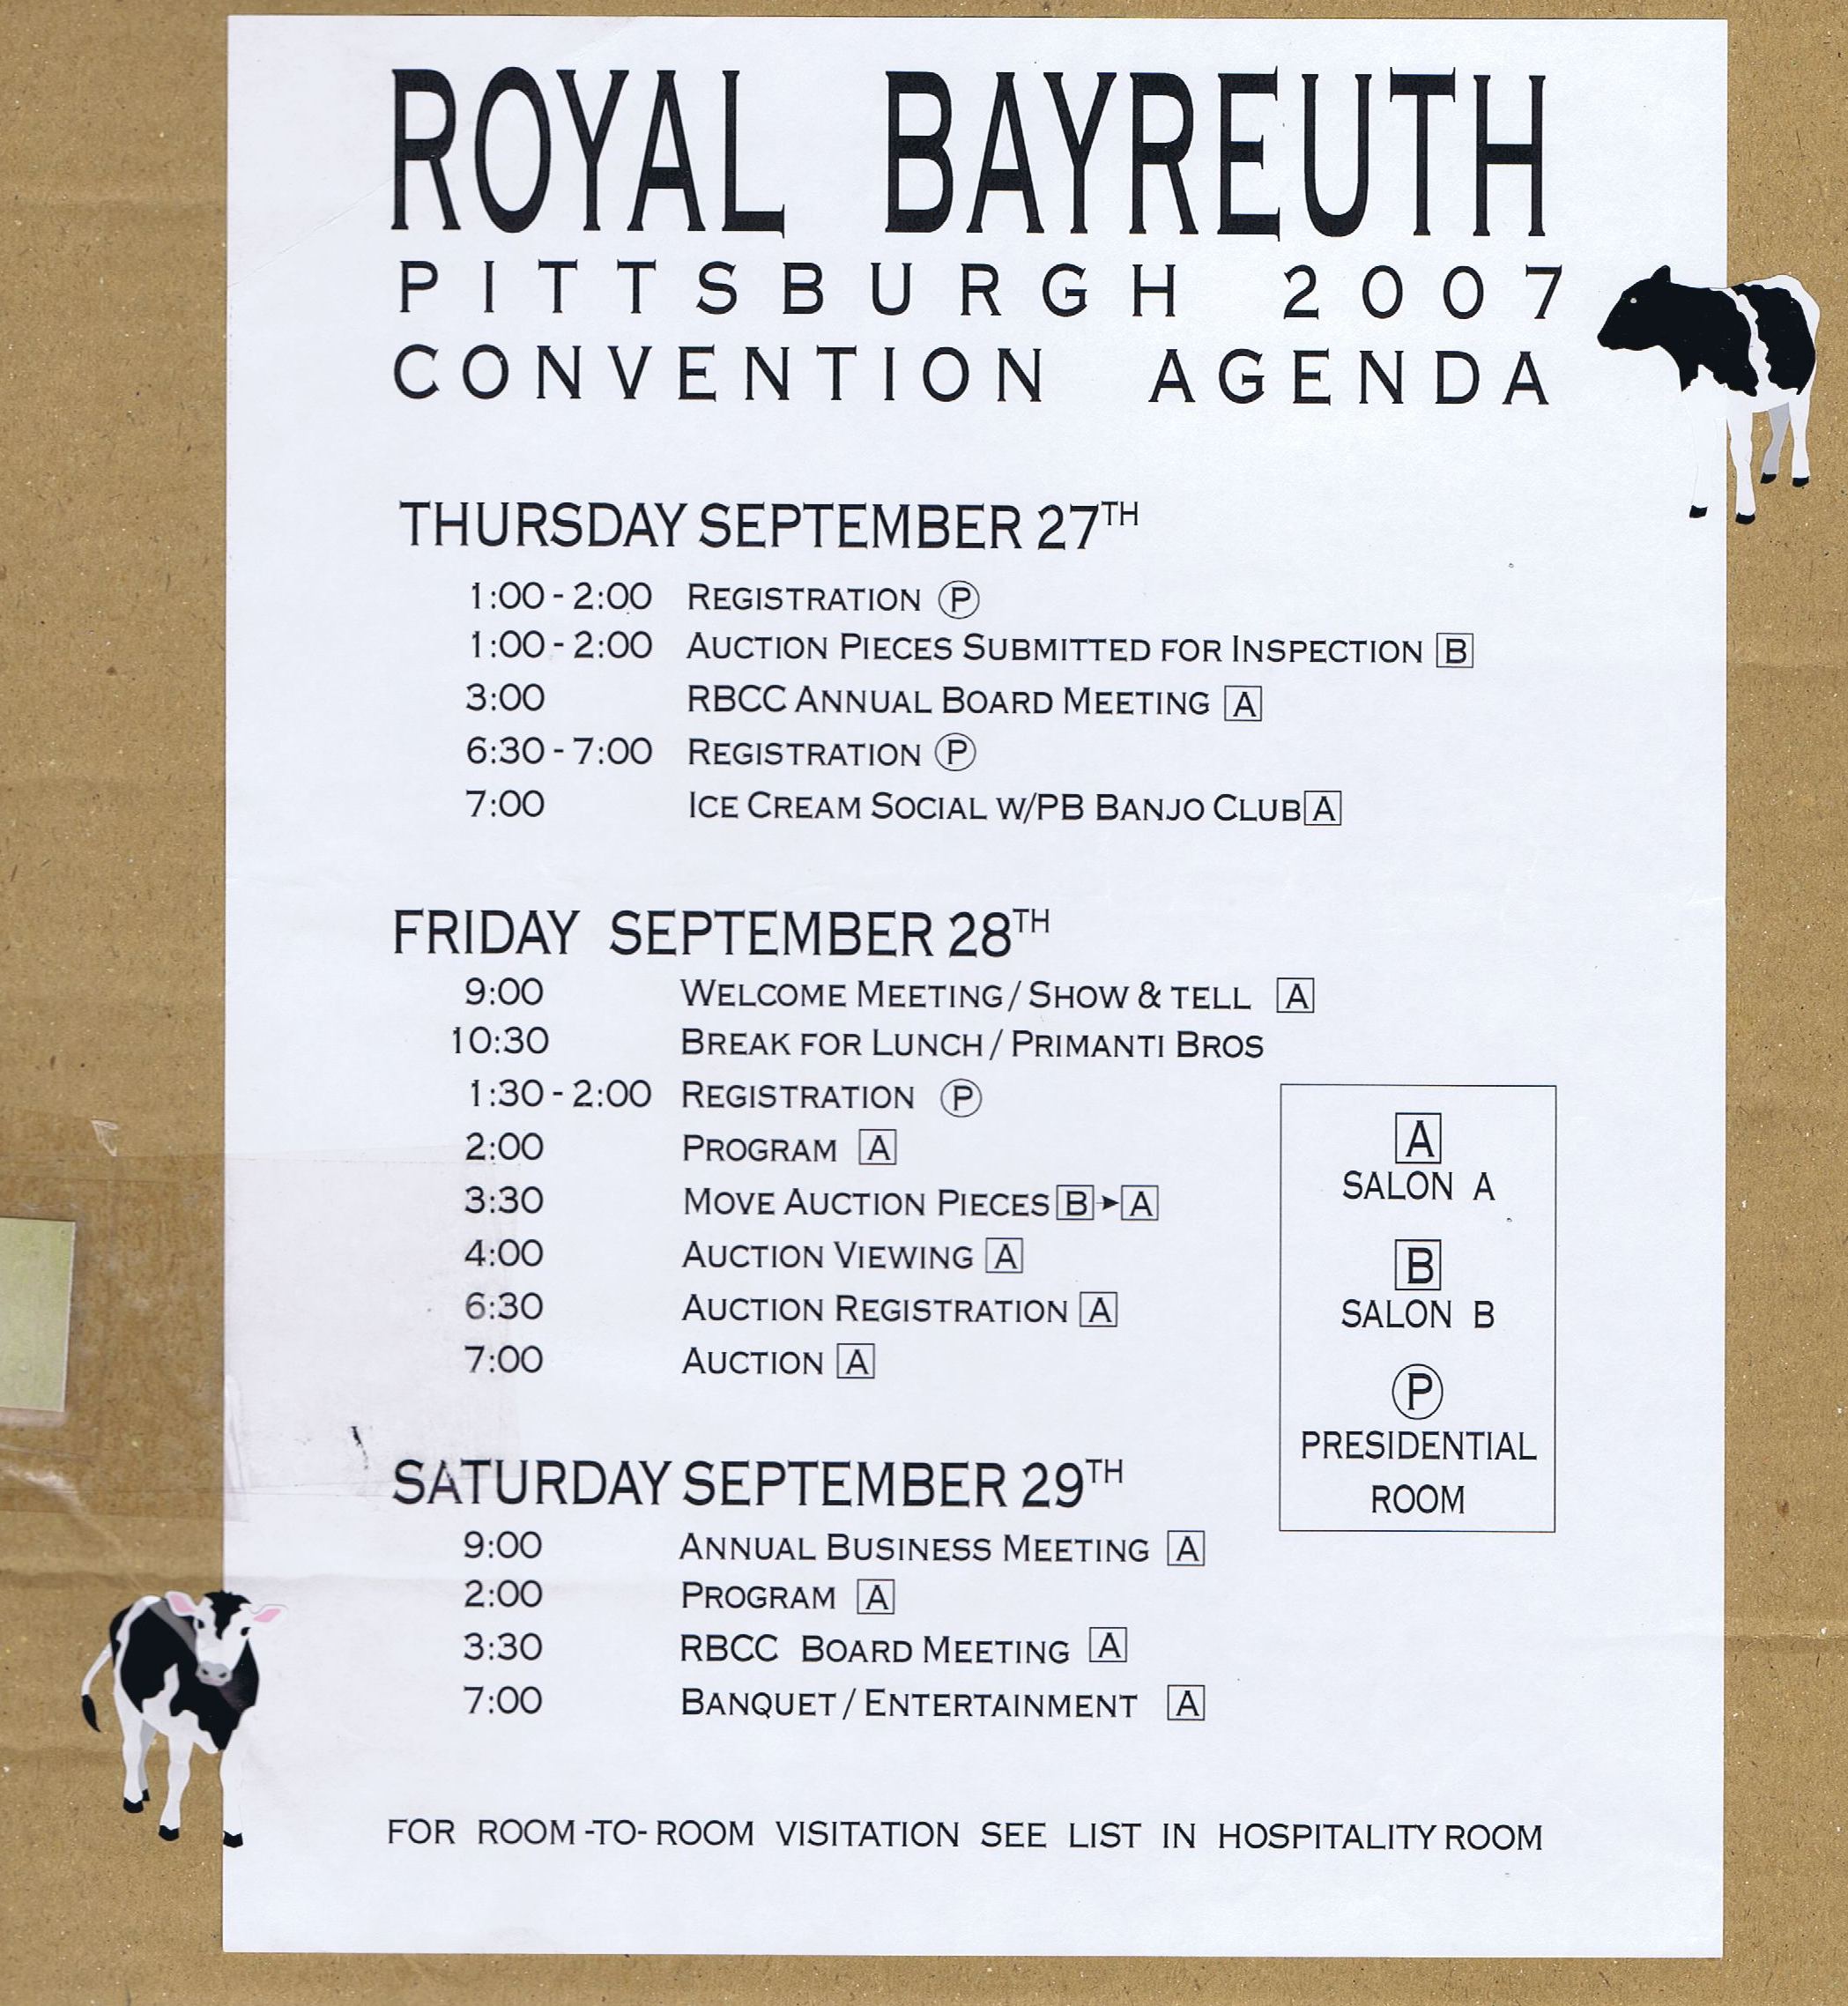 ROYAL BAYREUTH
PITTSBURGH 2007
CONVENTION AGENDA
THURSDAY SEPTEMBER 27TH
1:00 - 2:00 REGISTRATION P
1:00 - 2:00 AUCTION PIECES SUBMITTED FOR INSPECTION B
3:00 RBCC ANNUAL BOARD MEETING A
6:30 - 7:00 REGISTRATION P
7:00 ICE CREAM SOCIAL W/PB BANJO CLUB A
FRIDAY SEPTEMBER 28TH
9:00 WELCOME MEETING / SHOW & TELL A
10:30 BREAK FOR LUNCH / PRIMANTI BROS
1:30 - 2:00 REGISTRATION P
2:00 PROGRAM A
3:30 MOVE AUCTION PIECES B➤A
4:00 AUCTION VIEWING A
6:30 AUCTION REGISTRATION A
7:00 AUCTION A
A
SALON A
B
SALON B
P
PRESIDENTIAL
ROOM
SATURDAY SEPTEMBER 29TH
9:00 ANNUAL BUSINESS MEETING A
2:00 PROGRAM A
3:30 RBCC BOARD MEETING A
7:00 BANQUET / ENTERTAINMENT A
FOR ROOM -TO- ROOM VISITATION SEE LIST IN HOSPITALITY ROOM